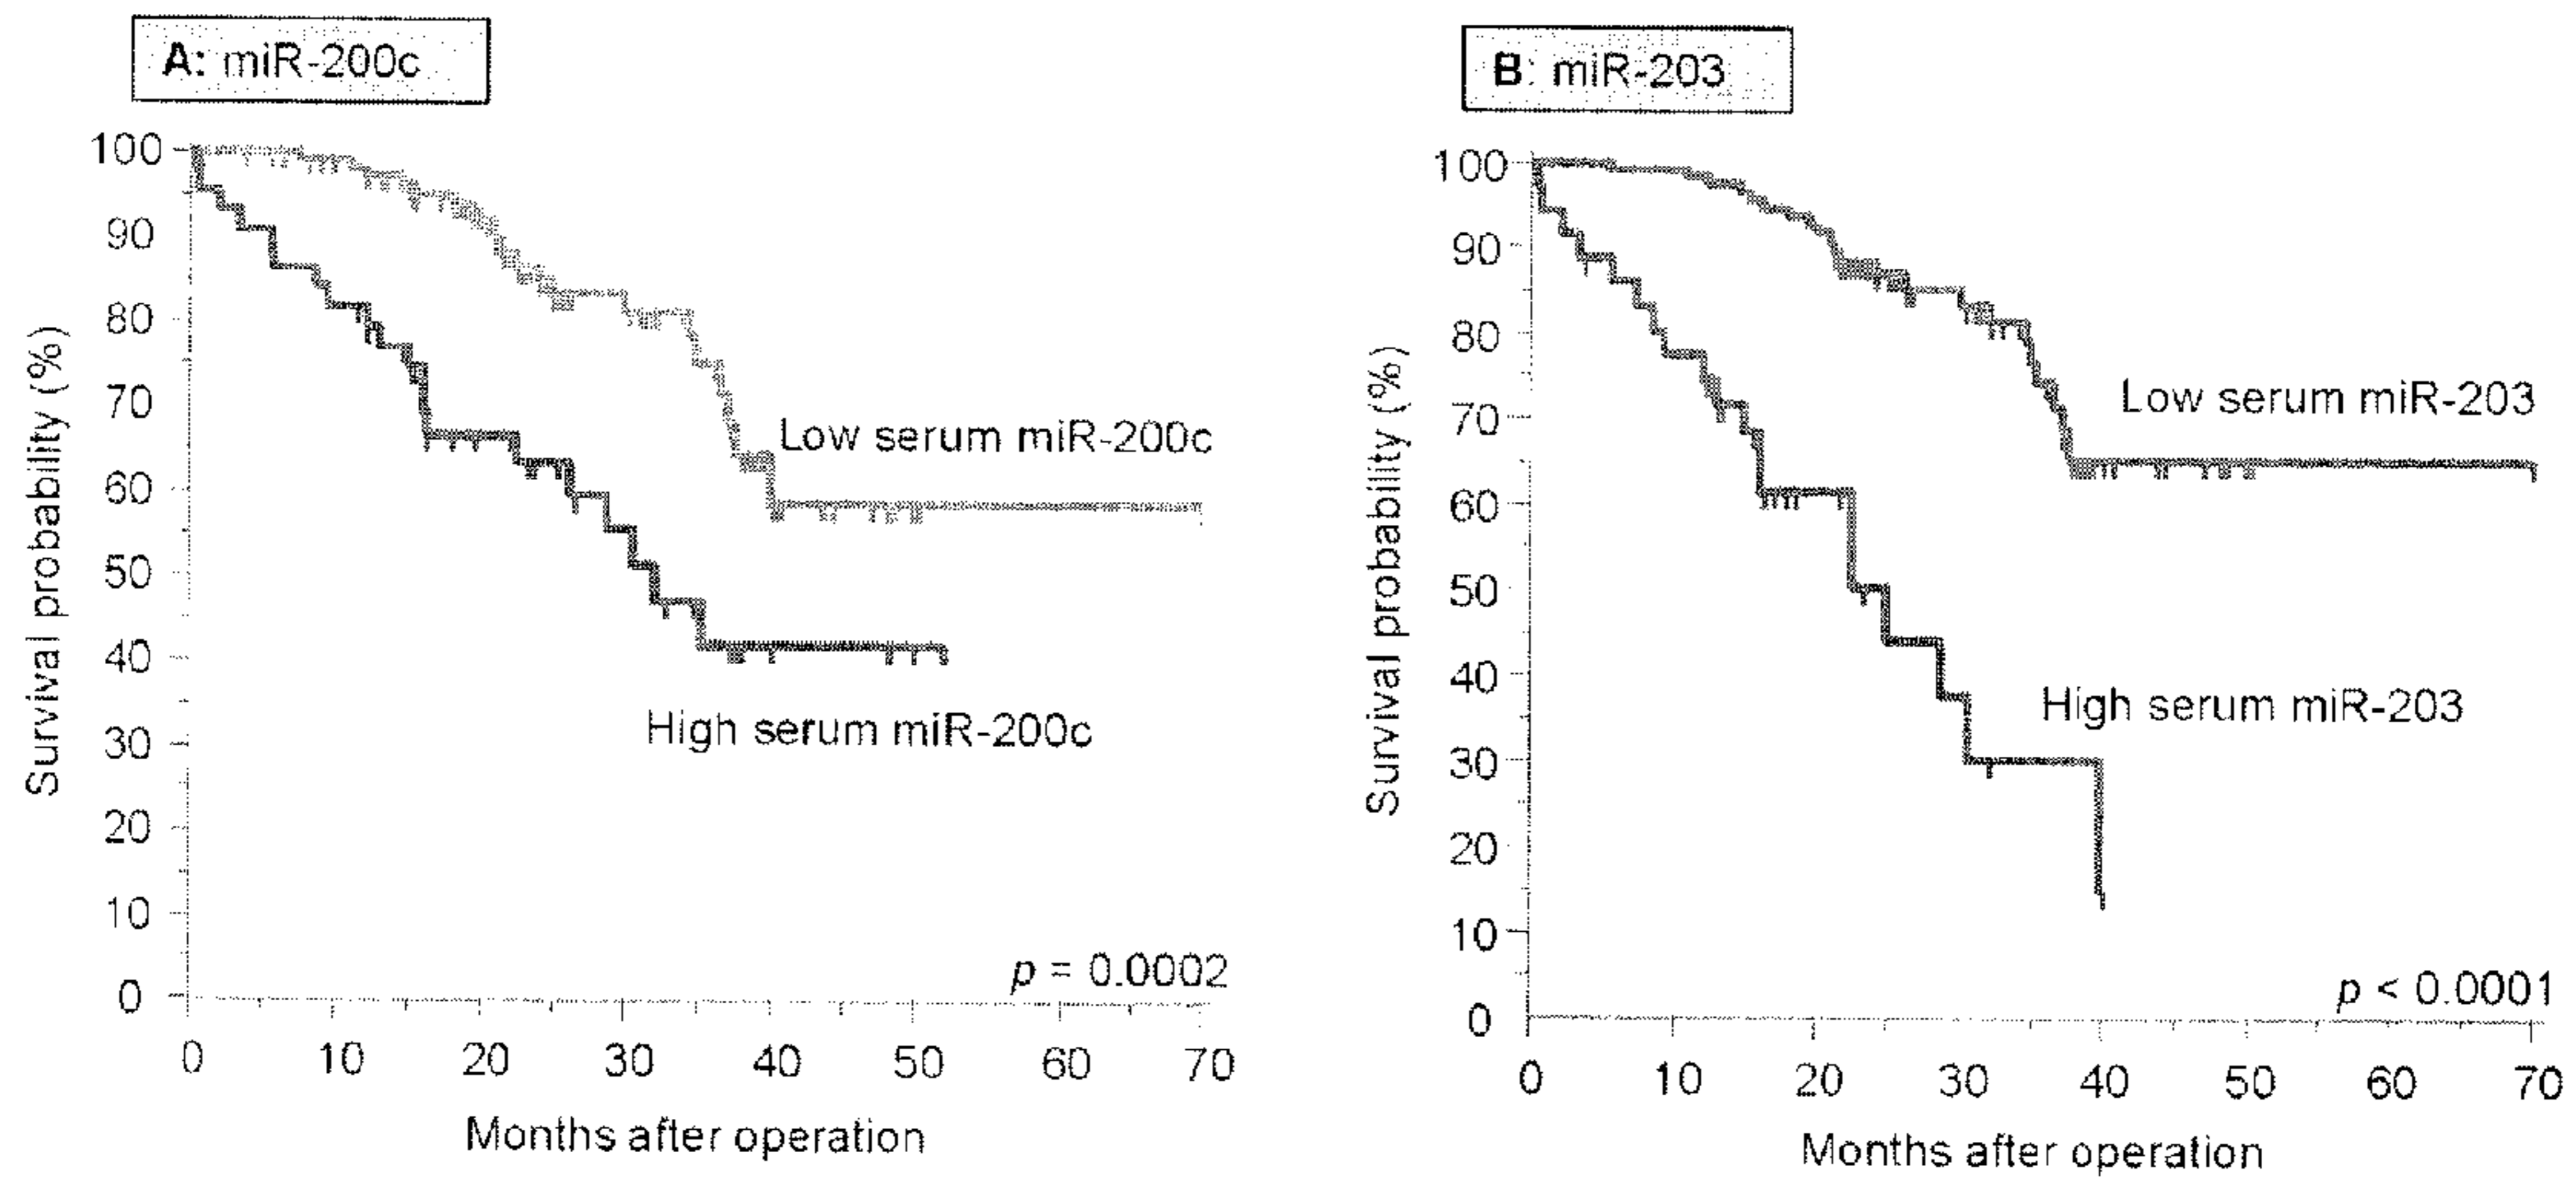 A: miR-200c
100
90
80
70
60
50
40
30
20
10
0
Survival probability (%)
Low serum miR-200c
High serum miR-200c
p = 0.0002
0 10 20 30 40 50 60 70
Months after operation
B: miR-203
100
90
80
70
60
50
40
30
20
10
0
Survival probability (%)
Low serum miR-203
High serum miR-203
p < 0.0001
0 10 20 30 40 50 60 70
Months after operation